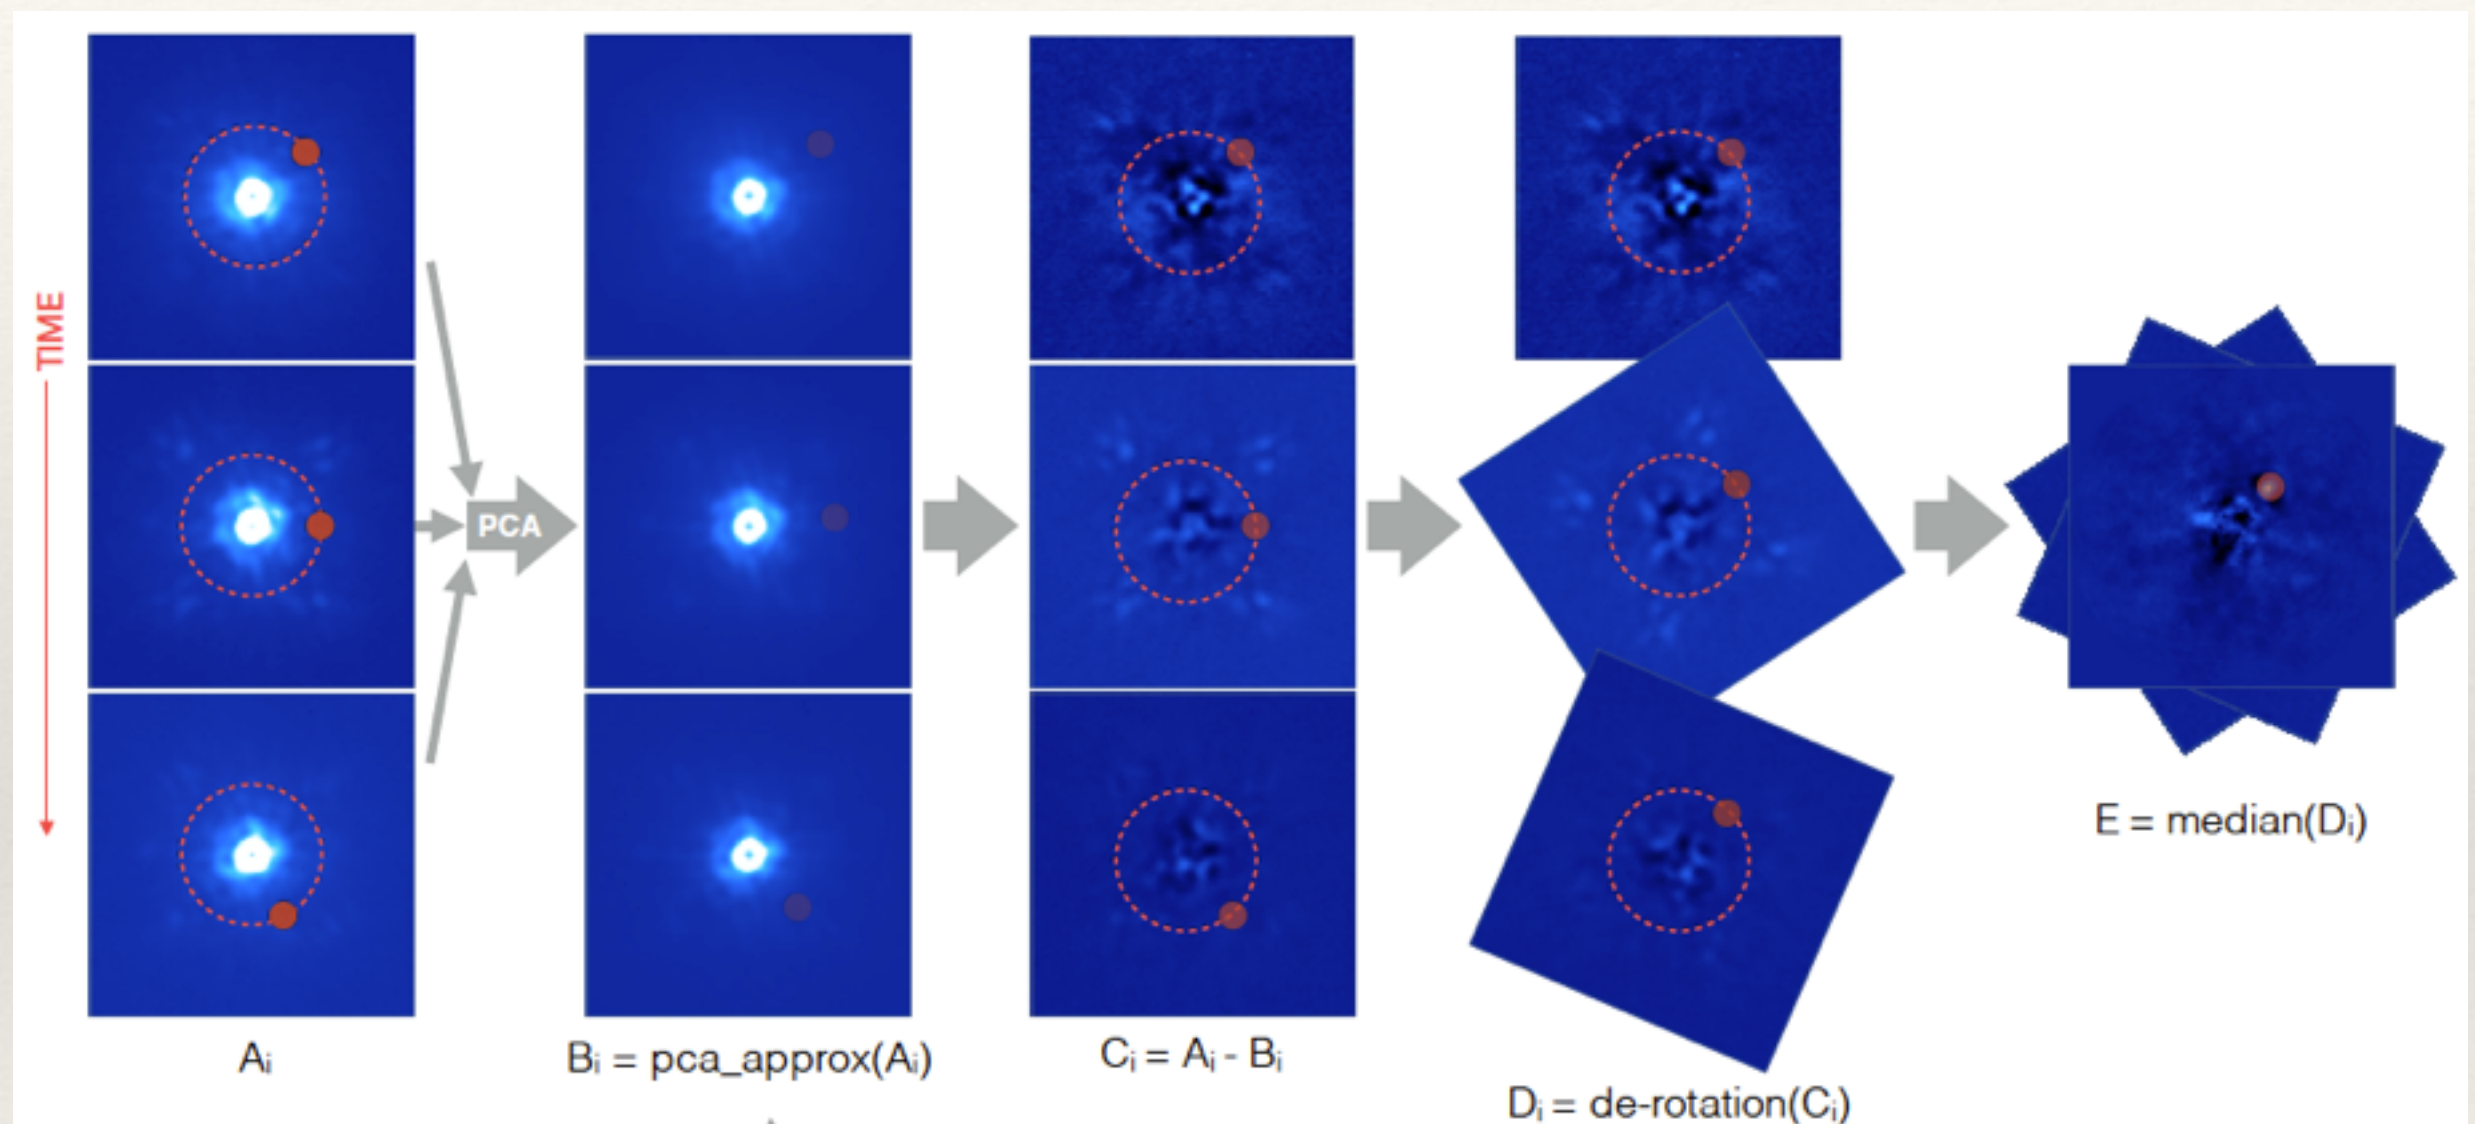 TIME
PCA
Aᵢ
Bᵢ = pca_approx(Aᵢ)
Cᵢ = Aᵢ - Bᵢ
Dᵢ = de-rotation(Cᵢ)
E = median(Dᵢ)